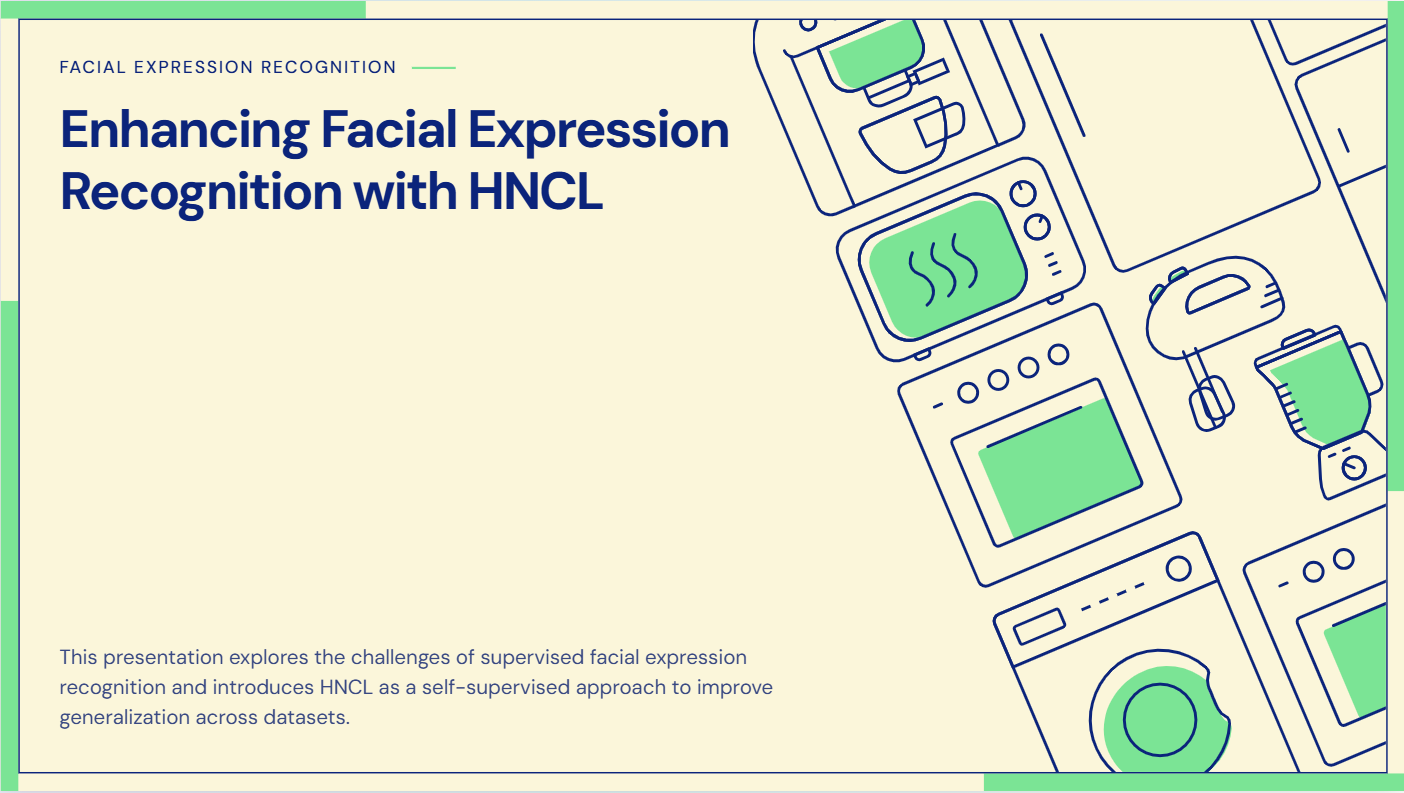 FACIAL EXPRESSION RECOGNITION
Enhancing Facial Expression
Recognition with HNCL
This presentation explores the challenges of supervised facial expression
recognition and introduces HNCL as a self-supervised approach to improve
generalization across datasets.